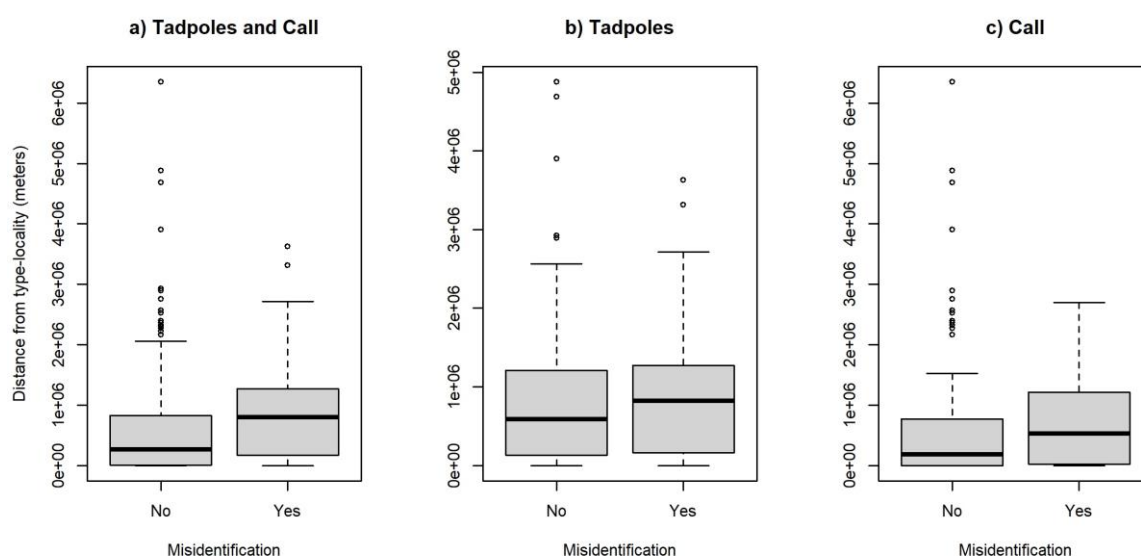 a) Tadpoles and Call
b) Tadpoles
c) Call
Distance from type-locality (meters)
0e+00 1e+06 2e+06 3e+06 4e+06 5e+06 6e+06
0e+00 1e+06 2e+06 3e+06 4e+06 5e+06
0e+00 1e+06 2e+06 3e+06 4e+06 5e+06 6e+06
No Yes
No Yes
No Yes
Misidentification
Misidentification
Misidentification